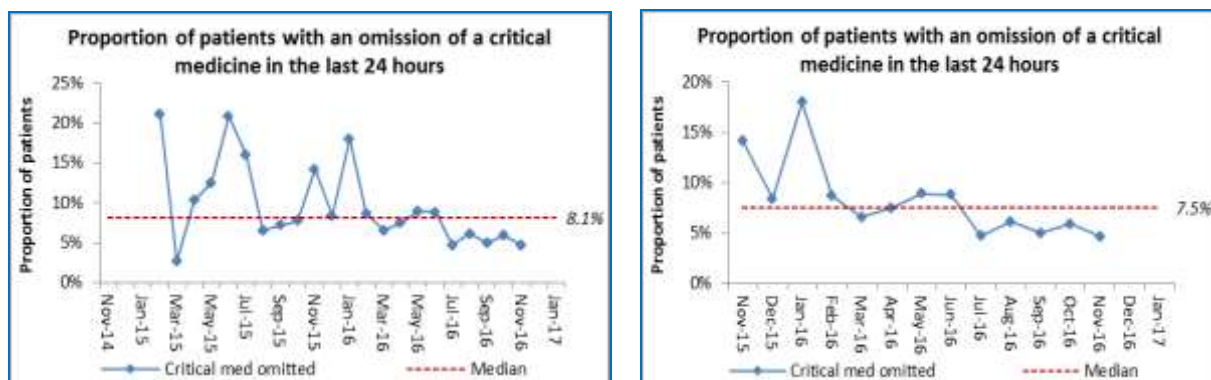 Proportion of patients with an omission of a critical
medicine in the last 24 hours
Proportion of patients
25%
20%
15%
10%
5%
0%
8.1%
Nov-14
Jan-15
Mar-15
May-15
Jul-15
Sep-15
Nov-15
Jan-16
Mar-16
May-16
Jul-16
Sep-16
Nov-16
Jan-17
Critical med omitted
Median
Proportion of patients with an omission of a critical
medicine in the last 24 hours
Proportion of patients
20%
15%
10%
5%
0%
7.5%
Nov-15
Dec-15
Jan-16
Feb-16
Mar-16
Apr-16
May-16
Jun-16
Jul-16
Aug-16
Sep-16
Oct-16
Nov-16
Dec-16
Jan-17
Critical med omitted
Median